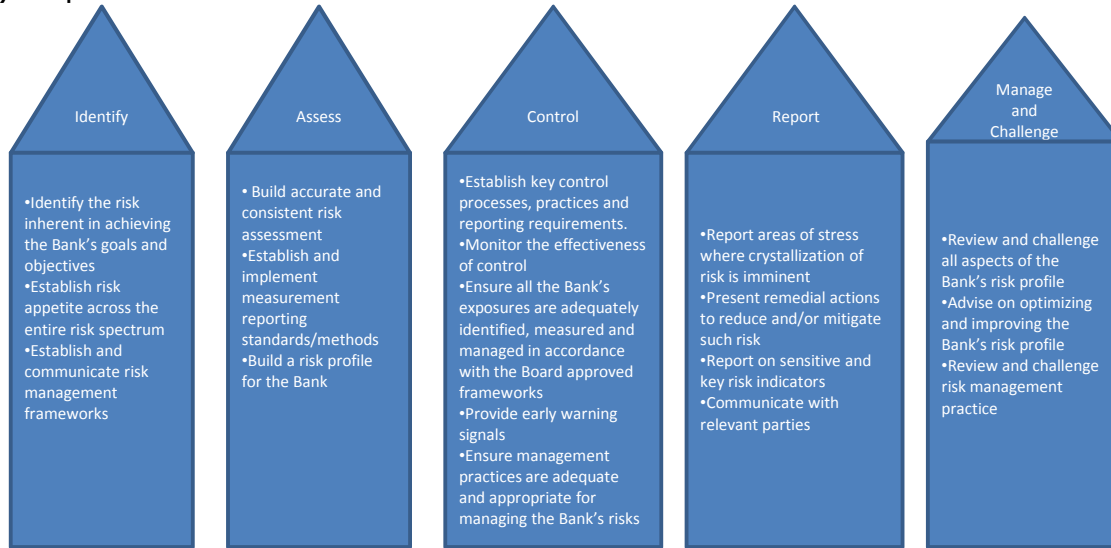 Identify
•Identify the risk
inherent in achieving
the Bank's goals and
objectives
•Establish risk
appetite across the
entire risk spectrum
•Establish and
communicate risk
management
frameworks
Assess
• Build accurate and
consistent risk
assessment
•Establish and
implement
measurement
reporting
standards/methods
•Build a risk profile
for the Bank
Control
•Establish key control
processes, practices and
reporting requirements.
•Monitor the effectiveness
of control
•Ensure all the Bank's
exposures are adequately
identified, measured and
managed in accordance
with the Board approved
frameworks
•Provide early warning
signals
•Ensure management
practices are adequate
and appropriate for
managing the Bank's risks
Report
•Report areas of stress
where crystallization of
risk is imminent
•Present remedial actions
to reduce and/or mitigate
such risk
•Report on sensitive and
key risk indicators
•Communicate with
relevant parties
Manage
and
Challenge
•Review and challenge
all aspects of the
Bank's risk profile
•Advise on optimizing
and improving the
Bank's risk profile
•Review and challenge
risk management
practice